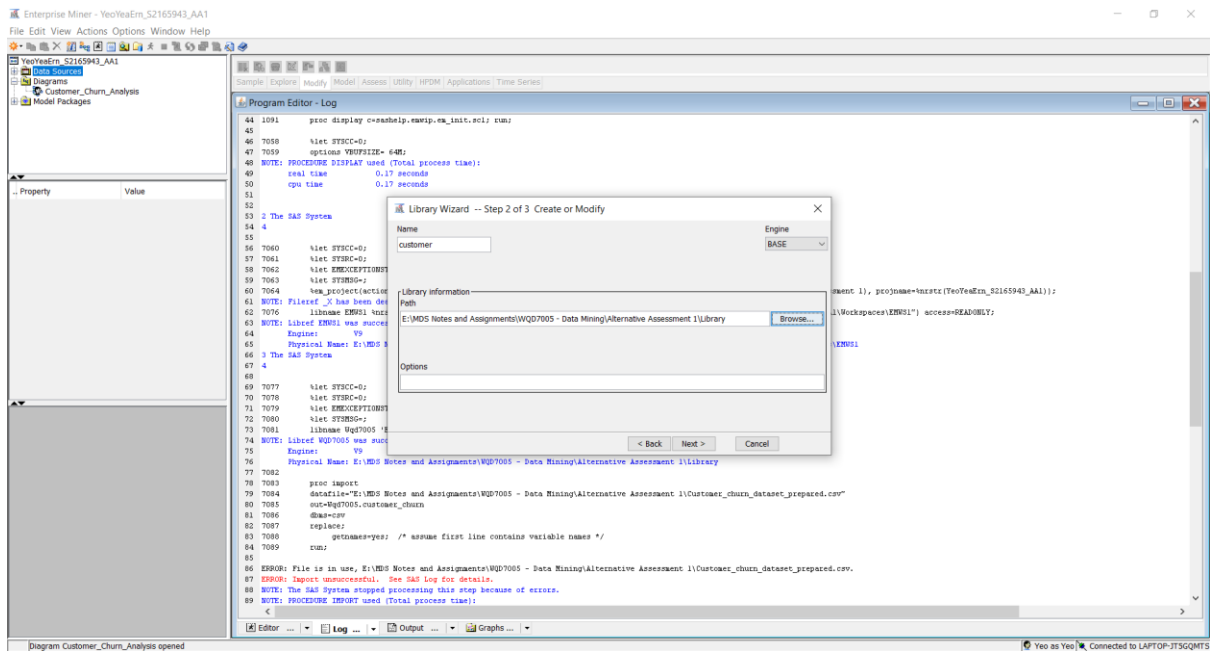 Enterprise Miner - YeoYeaErn_S2165943_AA1
File Edit View Actions Options Window Help
YeoYeaErn_S2165943_AA1
Data Sources
Diagrams
Customer_Churn_Analysis
Model Packages
.. Property Value
Sample Explore Modify Model Assess Utility HPDM Applications Time Series
Program Editor - Log
44 1091 proc display c=sashelp.emwip.em_init.scl; run;
45
46 7058 %let SYSCC=0;
47 7059 options VBUFSIZE= 64M;
48 NOTE: PROCEDURE DISPLAY used (Total process time):
49 real time 0.17 seconds
50 cpu time 0.17 seconds
51
52
53 2 The SAS System
54 4
55
56 7060 %let SYSCC=0;
57 7061 %let SYSRC=0;
58 7062 %let EMEXCEPTIONST
59 7063 %let SYSMSG=;
60 7064 %em_project(action sment 1), projname=%nrstr(YeoYeaErn_S2165943_AA1));
61 NOTE: Fileref _X has been dea
62 7076 libname EMWS1 %nrs 1\Workspaces\EMWS1") access=READONLY;
63 NOTE: Libref EMWS1 was succes
64 Engine: V9
65 Physical Name: E:\MDS N \EMWS1
66 3 The SAS System
67 4
68
69 7077 %let SYSCC=0;
70 7078 %let SYSRC=0;
71 7079 %let EMEXCEPTIONST
72 7080 %let SYSMSG=;
73 7081 libname Wqd7005 'E
74 NOTE: Libref WQD7005 was succ
75 Engine: V9
76 Physical Name: E:\MDS Notes and Assignments\WQD7005 - Data Mining\Alternative Assessment 1\Library
77 7082
78 7083 proc import
79 7084 datafile="E:\MDS Notes and Assignments\WQD7005 - Data Mining\Alternative Assessment 1\Customer_churn_dataset_prepared.csv"
80 7085 out=Wqd7005.customer_churn
81 7086 dbms=csv
82 7087 replace;
83 7088 getnames=yes; /* assume first line contains variable names */
84 7089 run;
85
86 ERROR: File is in use, E:\MDS Notes and Assignments\WQD7005 - Data Mining\Alternative Assessment 1\Customer_churn_dataset_prepared.csv.
87 ERROR: Import unsuccessful. See SAS Log for details.
88 NOTE: The SAS System stopped processing this step because of errors.
89 NOTE: PROCEDURE IMPORT used (Total process time):
Library Wizard -- Step 2 of 3 Create or Modify
Name Engine
customer BASE
Library information
Path
E:\MDS Notes and Assignments\WQD7005 - Data Mining\Alternative Assessment 1\Library Browse...
Options
< Back Next > Cancel
Editor ... Log ... Output ... Graphs ...
Diagram Customer_Churn_Analysis opened
Yeo as Yeo Connected to LAPTOP-JT5GQMTS